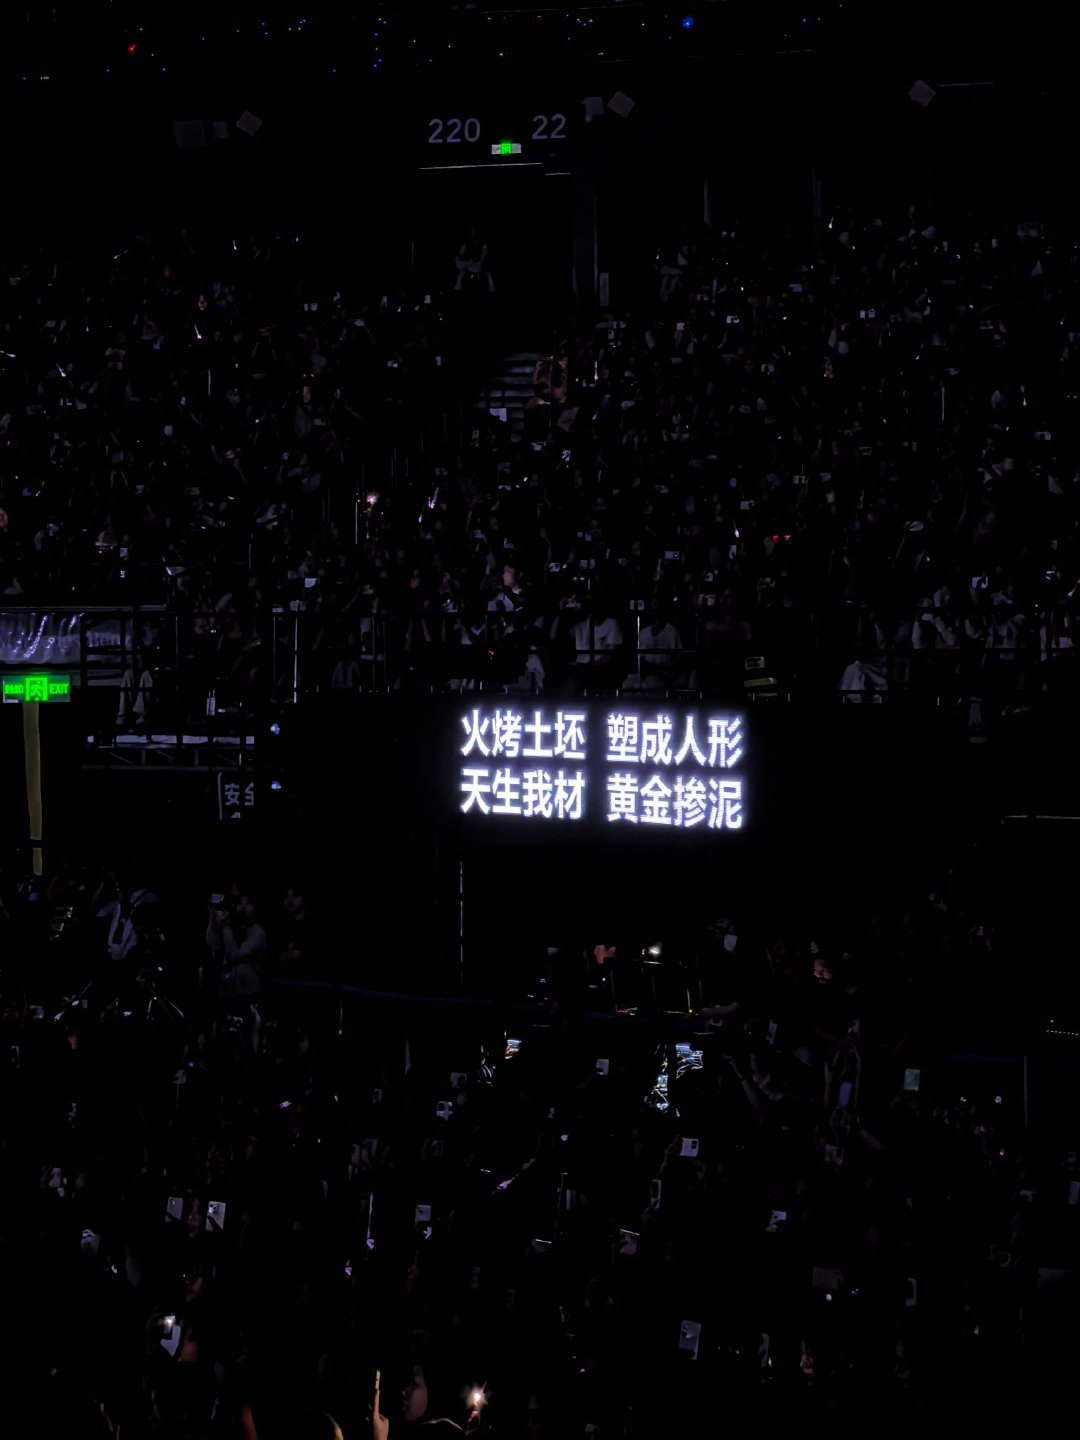 220 22
EXIT
火烤土坯 塑成人形
天生我材 黄金掺泥
安全